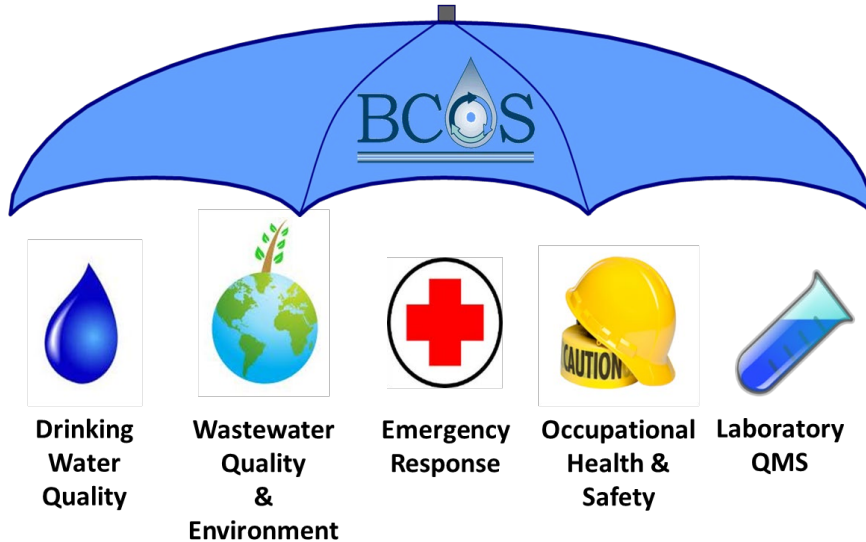 BCOS
CAUTION
Drinking
Water
Quality
Wastewater
Quality
&
Environment
Emergency
Response
Occupational
Health &
Safety
Laboratory
QMS